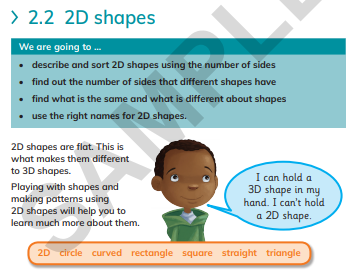 2.2 2D shapes
We are going to ...
• describe and sort 2D shapes using the number of sides
• find out the number of sides that different shapes have
• find what is the same and what is different about shapes
• use the right names for 2D shapes.
2D shapes are flat. This is
what makes them different
to 3D shapes.
Playing with shapes and
making patterns using
2D shapes will help you to
learn much more about them.
I can hold a
3D shape in my
hand. I can't hold
a 2D shape.
2D circle curved rectangle square straight triangle
SAMPLE